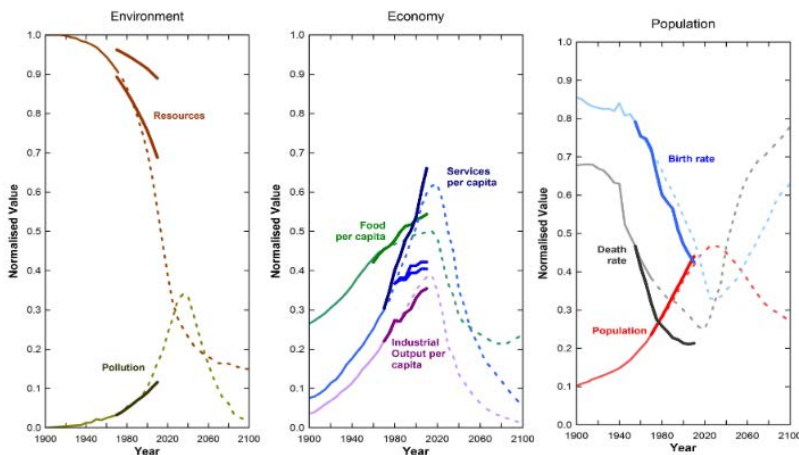 Environment
Normalised Value
1.0
0.9
0.8
0.7
0.6
0.5
0.4
0.3
0.2
0.1
0
Resources
Pollution
1900 1940 1980 2020 2060 2100
Year
Economy
Normalised Value
1.0
0.9
0.8
0.7
0.6
0.5
0.4
0.3
0.2
0.1
0
Services
per capita
Food
per capita
Industrial
Output per
capita
1900 1940 1980 2020 2060 2100
Year
Population
Normalised Value
1.0
0.9
0.8
0.7
0.6
0.5
0.4
0.3
0.2
0.1
0
Birth rate
Death
rate
Population
1900 1940 1980 2020 2060 2100
Year